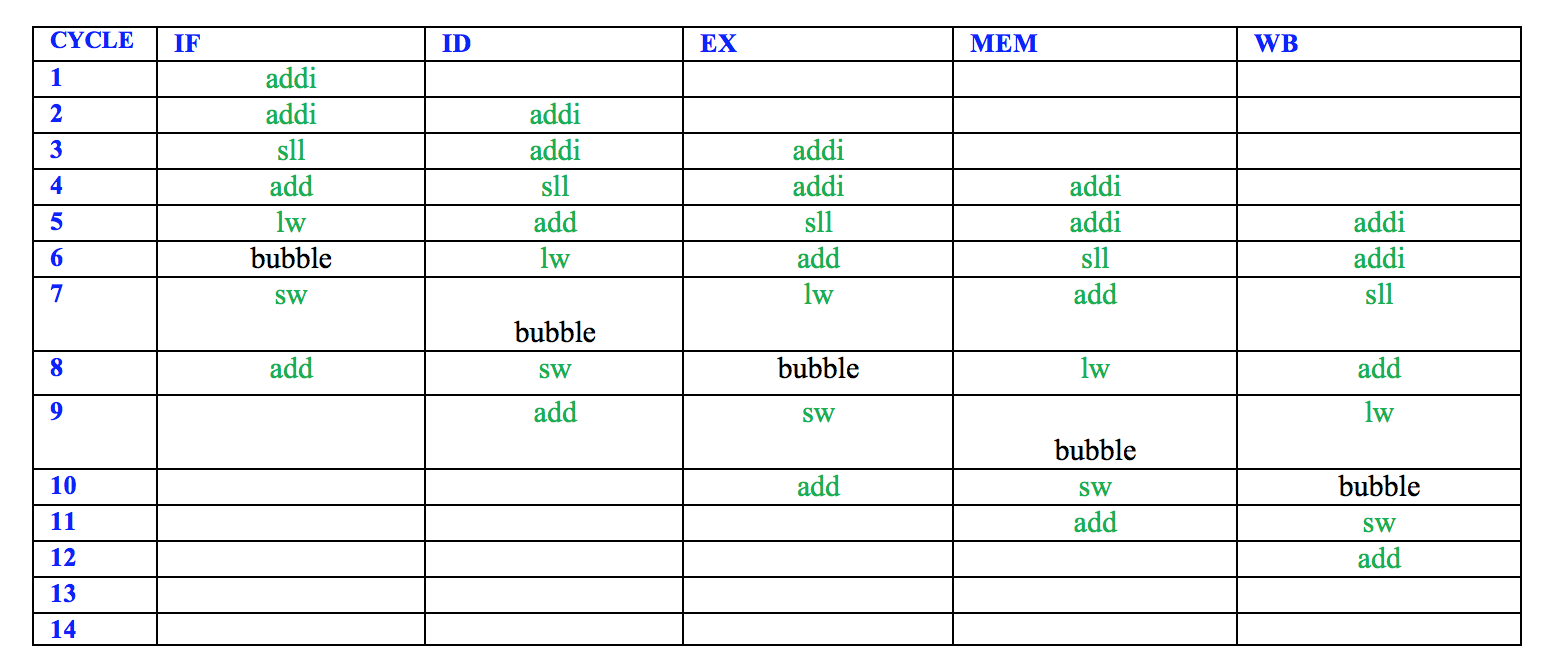 CYCLE IF ID EX MEM WB
1 addi
2 addi addi
3 sll addi addi
4 add sll addi addi
5 lw add sll addi addi
6 bubble lw add sll addi
7 sw lw add sll
bubble
8 add sw bubble lw add
9 add sw lw
bubble
10 add sw bubble
11 add sw
12 add
13
14